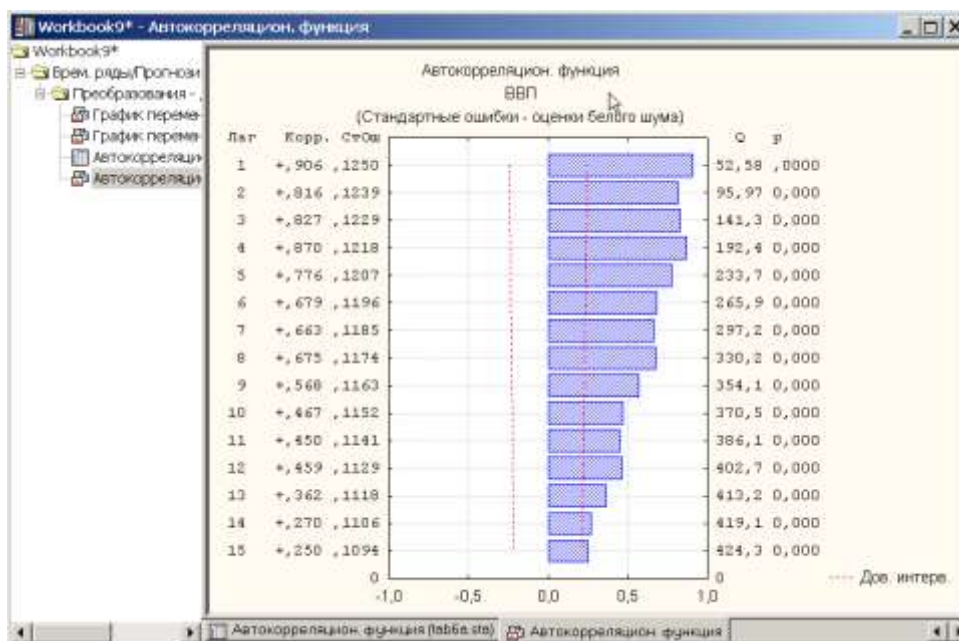 Workbook9* - Автокорреляцион. функция
Workbook9*
Врем. ряды/Прогнози
Преобразования -
График переме
График переме
Автокорреляци
Автокорреляци
Автокорреляцион. функция
ВВП
(Стандартные ошибки - оценки белого шума)
Лаг Корр. СтОш Q p
1 +,906 ,1250 52,58 ,0000
2 +,816 ,1239 95,97 0,000
3 +,827 ,1229 141,3 0,000
4 +,870 ,1218 192,4 0,000
5 +,776 ,1207 233,7 0,000
6 +,679 ,1196 265,9 0,000
7 +,663 ,1185 297,2 0,000
8 +,675 ,1174 330,2 0,000
9 +,568 ,1163 354,1 0,000
10 +,467 ,1152 370,5 0,000
11 +,450 ,1141 386,1 0,000
12 +,459 ,1129 402,7 0,000
13 +,362 ,1118 413,2 0,000
14 +,270 ,1106 419,1 0,000
15 +,250 ,1094 424,3 0,000
0 0
-1,0 -0,5 0,0 0,5 1,0
Дов. интерв.
Автокорреляцион. функция (tab6a.sta) Автокорреляцион. функция